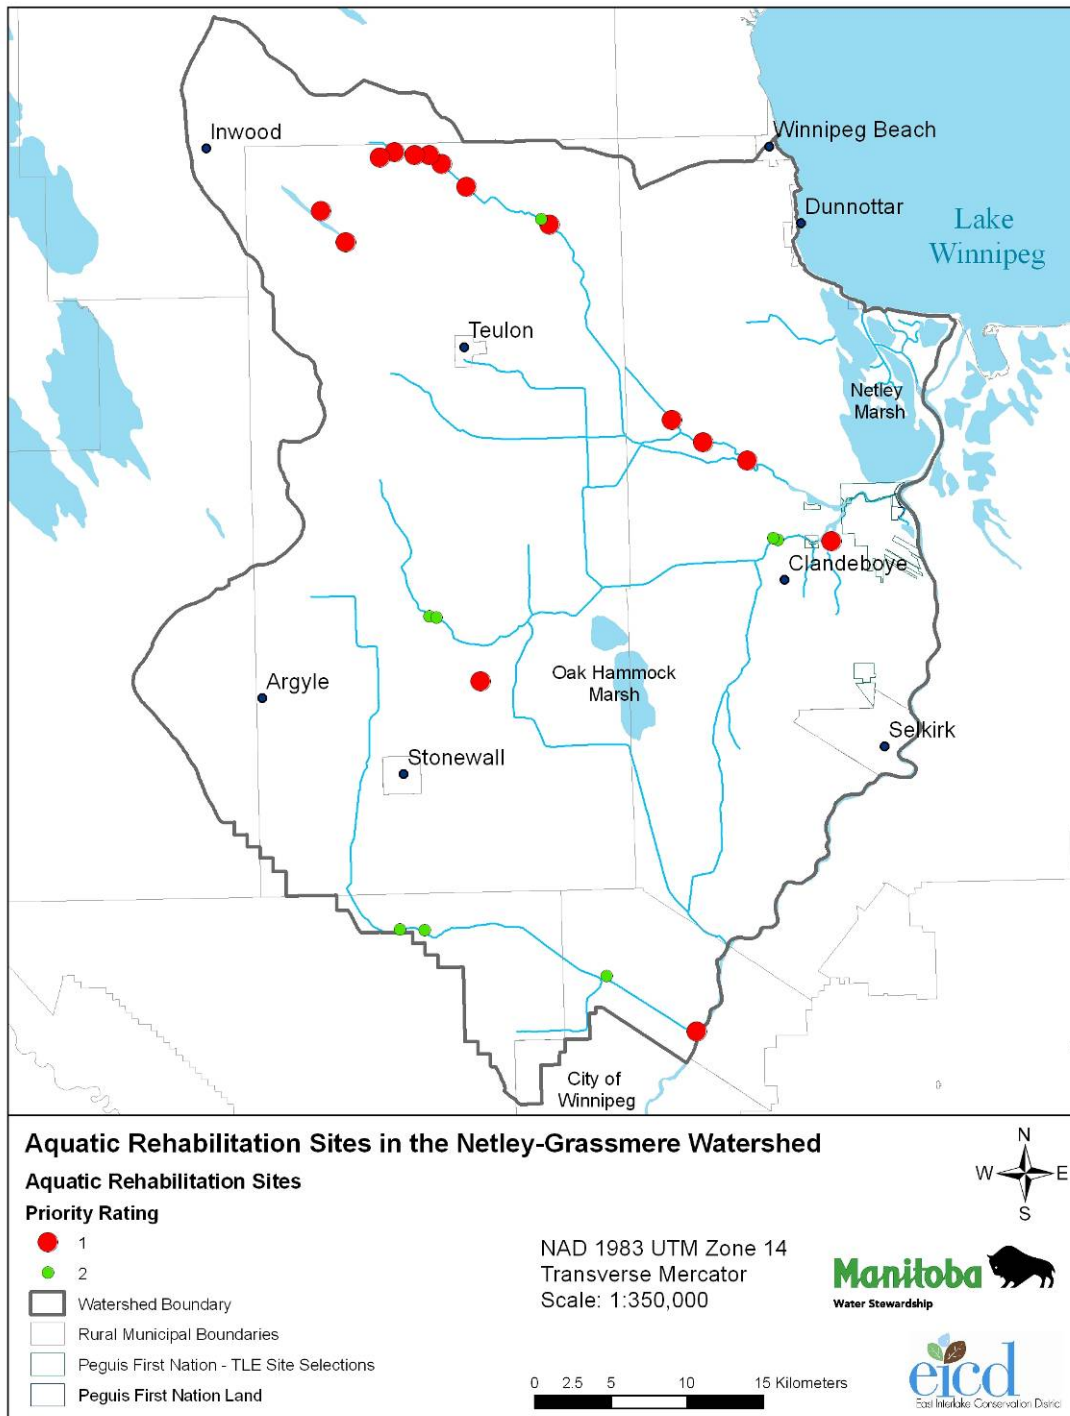 Inwood
Winnipeg Beach
Dunnottar
Lake
Winnipeg
Teulon
Netley
Marsh
Clandeboye
Oak Hammock
Marsh
Argyle
Selkirk
Stonewall
City of
Winnipeg
Aquatic Rehabilitation Sites in the Netley-Grassmere Watershed
Aquatic Rehabilitation Sites
Priority Rating
1
2
Watershed Boundary
Rural Municipal Boundaries
Peguis First Nation - TLE Site Selections
Peguis First Nation Land
NAD 1983 UTM Zone 14
Transverse Mercator
Scale: 1:350,000
0 2.5 5 10 15 Kilometers
N
W E
S
Manitoba
Water Stewardship
eicd
East Interlake Conservation District